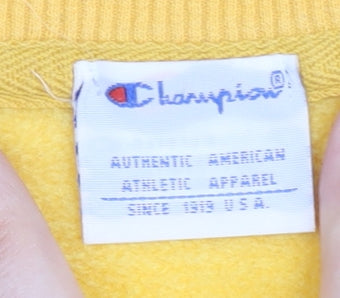 Champion®
AUTHENTIC AMERICAN
ATHLETIC APPAREL
SINCE 1919 U.S.A.